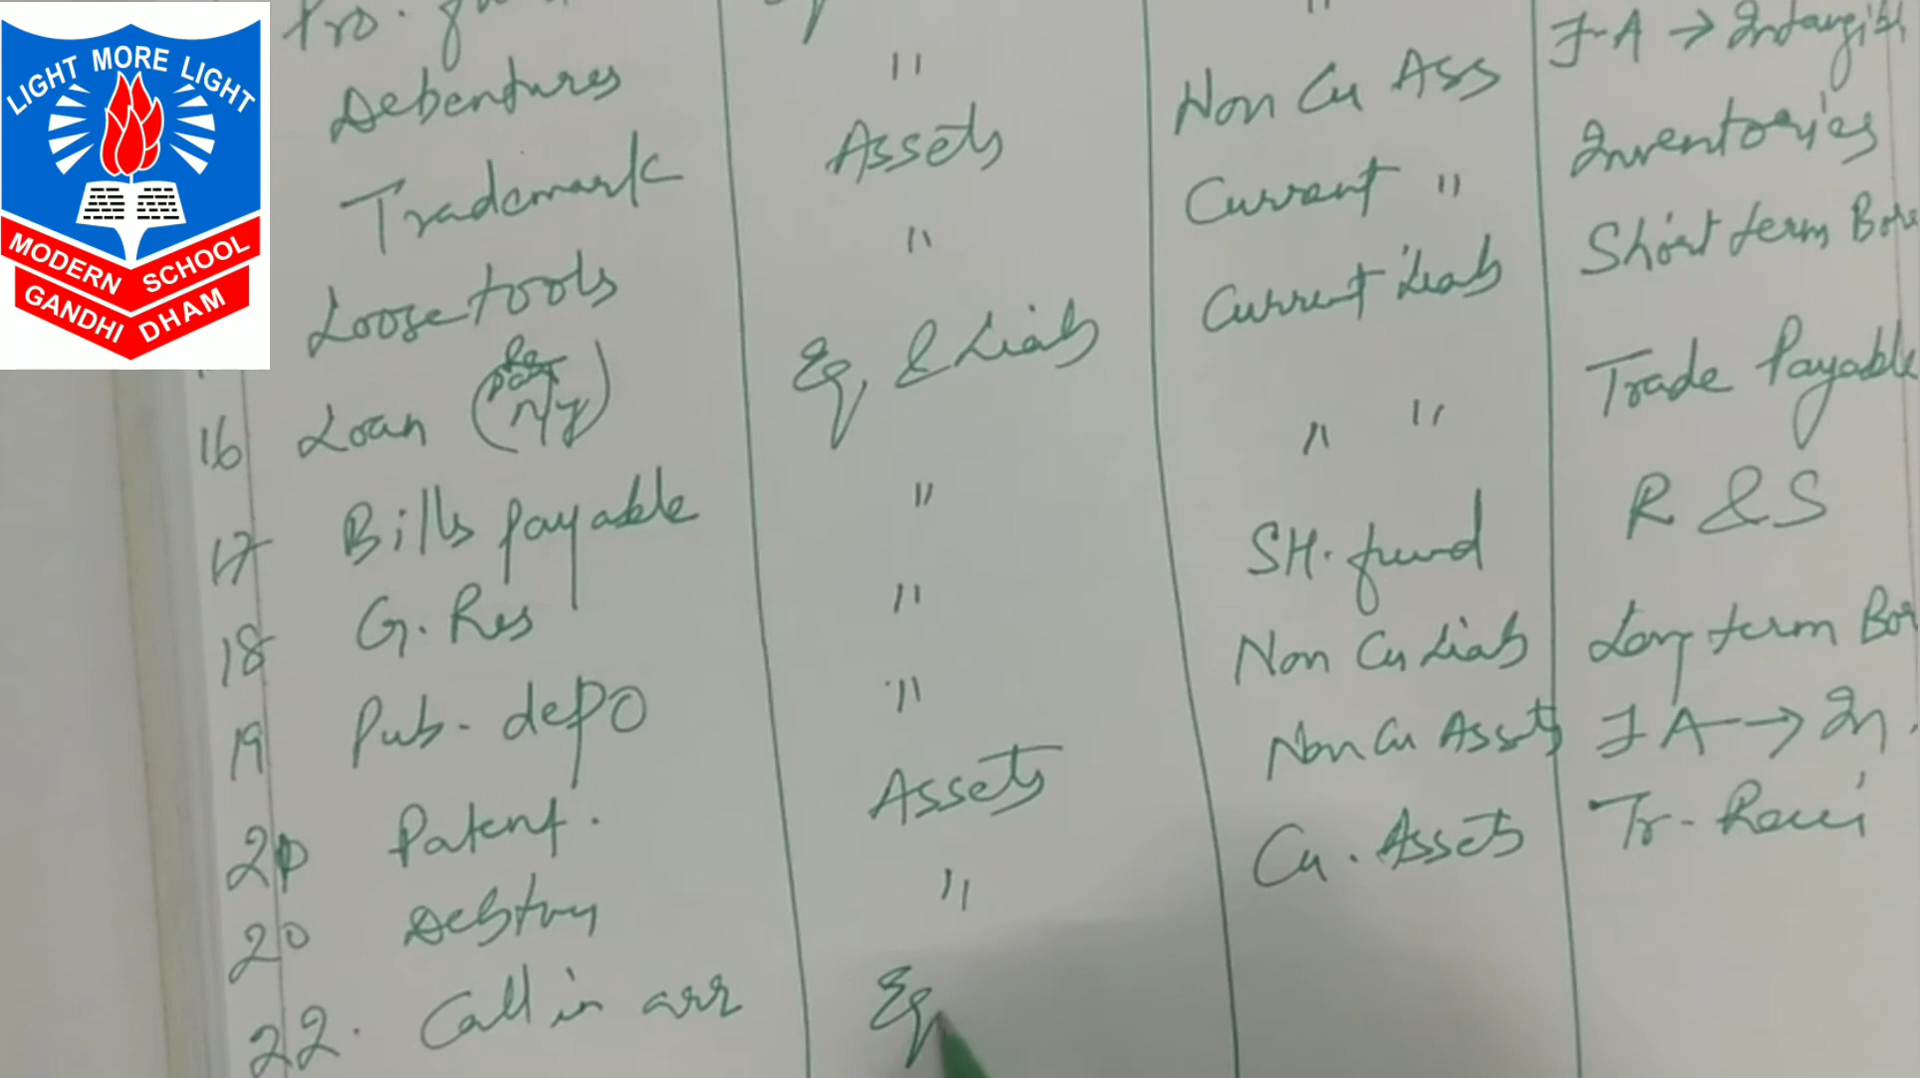 LIGHT MORE LIGHT
MODERN SCHOOL
GANDHI DHAM
Pro.
Debentures " Non Cu Ass F.A → Intangibl
Trademark Assets Current " Inventories
Loose tools " Current Liab Short term Bor
16 Loan ( n/y) Eq. & Liab " " Trade Payable
17 Bills payable " SH. fund R & S
18 G. Res " Non Cu Liab Long term Bor
19 Pub. depo " Non Cu Assets F A → In.
20 Patent. Assets Cu. Assets Tr. Recei
20 Debtors "
22. Call in arr Eq